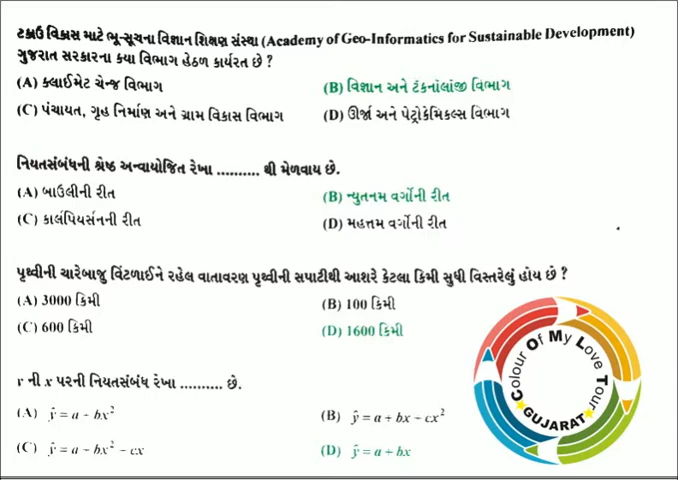 ટકાઉ વિકાસ માટે ભૂ-સૂચના વિજ્ઞાન શિક્ષણ સંસ્થા (Academy of Geo-Informatics for Sustainable Development)
ગુજરાત સરકારના ક્યા વિભાગ હેઠળ કાર્યરત છે ?
(A) ક્લાઈમેટ ચેન્જ વિભાગ
(B) વિજ્ઞાન અને ટૅકનૉલૉજી વિભાગ
(C) પંચાયત, ગૃહ નિર્માણ અને ગ્રામ વિકાસ વિભાગ
(D) ઊર્જા અને પેટ્રોકેમિકલ્સ વિભાગ
નિયતસંબંધની શ્રેષ્ઠ અન્વાયોજિત રેખા .......... થી મેળવાય છે.
(A) બાઉલીની રીત
(B) ન્યુતનમ વર્ગોની રીત
(C) કાર્લપિયર્સનની રીત
(D) મહત્તમ વર્ગોની રીત
પૃથ્વીની ચારેબાજુ વિંટળાઈને રહેલ વાતાવરણ પૃથ્વીની સપાટીથી આશરે કેટલા કિમી સુધી વિસ્તરેલું હોય છે ?
(A) 3000 કિમી
(B) 100 કિમી
(C) 600 કિમી
(D) 1600 કિમી
r ની x પરની નિયતસંબંધ રેખા .......... છે.
(A) ŷ = a - bx²
(B) ŷ = a + bx - cx²
(C) ŷ = a - bx² - cx
(D) ŷ = a + bx
Colour Of My Love Tour
GUJARAT